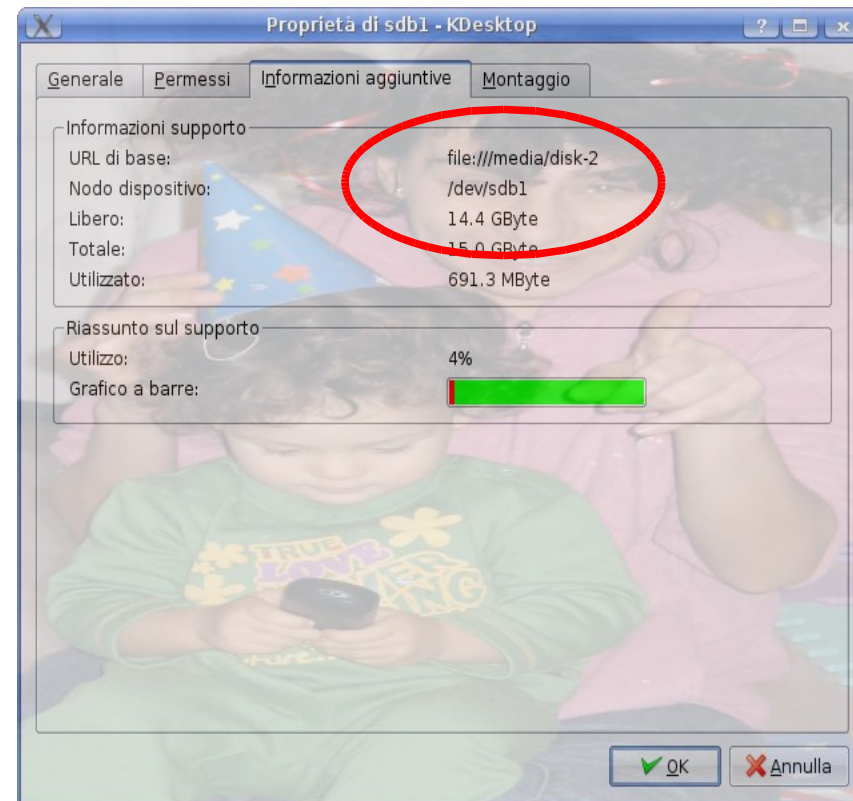 Proprietà di sdb1 - KDesktop
Generale Permessi Informazioni aggiuntive Montaggio
Informazioni supporto
URL di base: file:///media/disk-2
Nodo dispositivo: /dev/sdb1
Libero: 14.4 GByte
Totale: 15.0 GByte
Utilizzato: 691.3 MByte
Riassunto sul supporto
Utilizzo: 4%
Grafico a barre:
TRUE
LOVE
OK Annulla